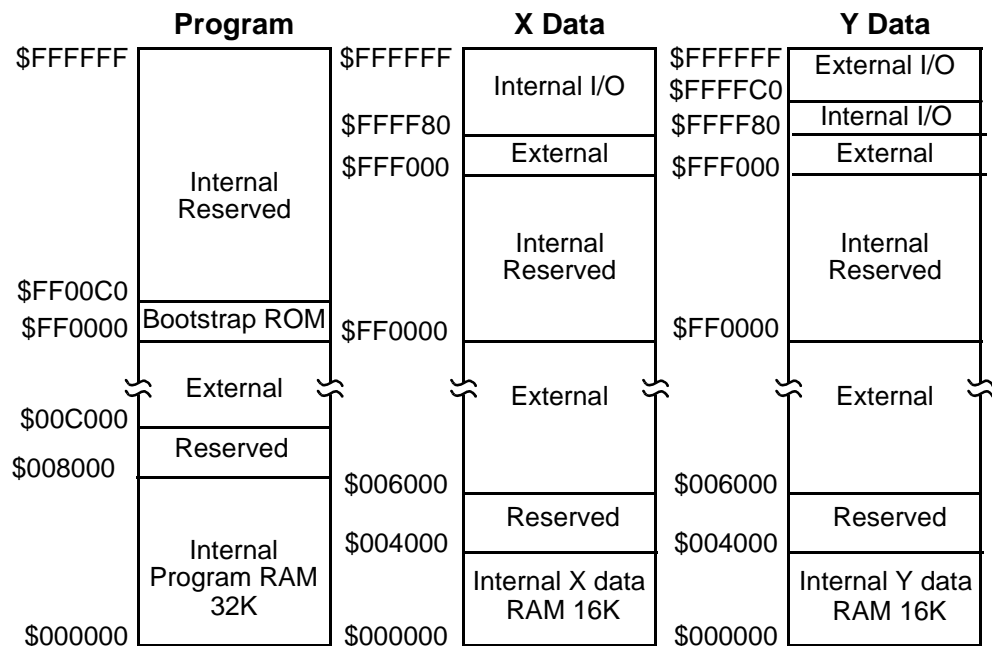 Program
$FFFFFF
Internal
Reserved
$FF00C0
Bootstrap ROM
$FF0000
External
$00C000
Reserved
$008000
Internal
Program RAM
32K
$000000
X Data
$FFFFFF
Internal I/O
$FFFF80
External
$FFF000
Internal
Reserved
$FF0000
External
$006000
Reserved
$004000
Internal X data
RAM 16K
$000000
Y Data
$FFFFFF
External I/O
$FFFFC0
Internal I/O
$FFFF80
External
$FFF000
Internal
Reserved
$FF0000
External
$006000
Reserved
$004000
Internal Y data
RAM 16K
$000000